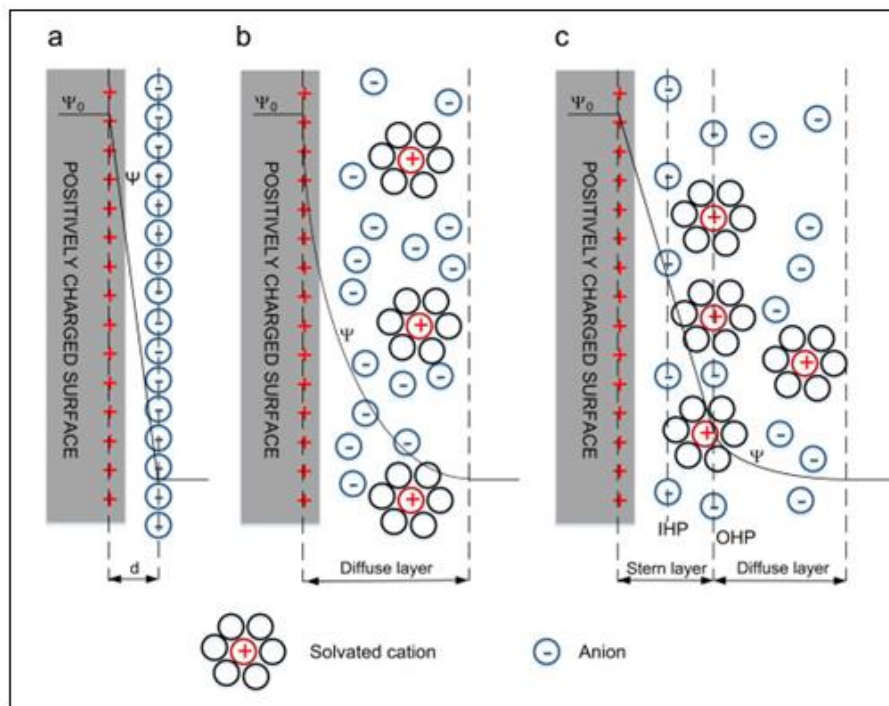 a
b
c
Ψ₀
Ψ
POSITIVELY CHARGED SURFACE
d
Ψ₀
Ψ
POSITIVELY CHARGED SURFACE
Diffuse layer
Ψ₀
Ψ
POSITIVELY CHARGED SURFACE
IHP
OHP
Stern layer
Diffuse layer
Solvated cation
Anion